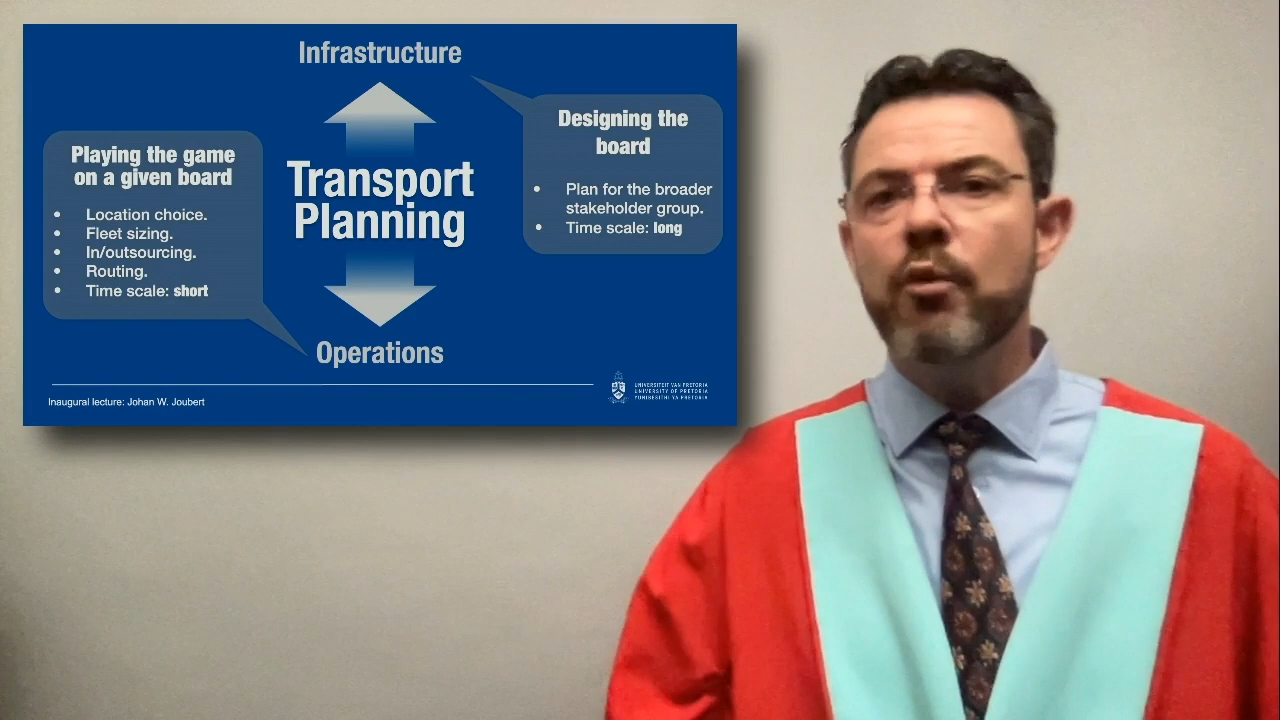 Infrastructure
Designing the
board
• Plan for the broader
stakeholder group.
• Time scale: long
Playing the game
on a given board
• Location choice.
• Fleet sizing.
• In/outsourcing.
• Routing.
• Time scale: short
Transport
Planning
Operations
Inaugural lecture: Johan W. Joubert
UNIVERSITEIT VAN PRETORIA
UNIVERSITY OF PRETORIA
YUNIBESITHI YA PRETORIA